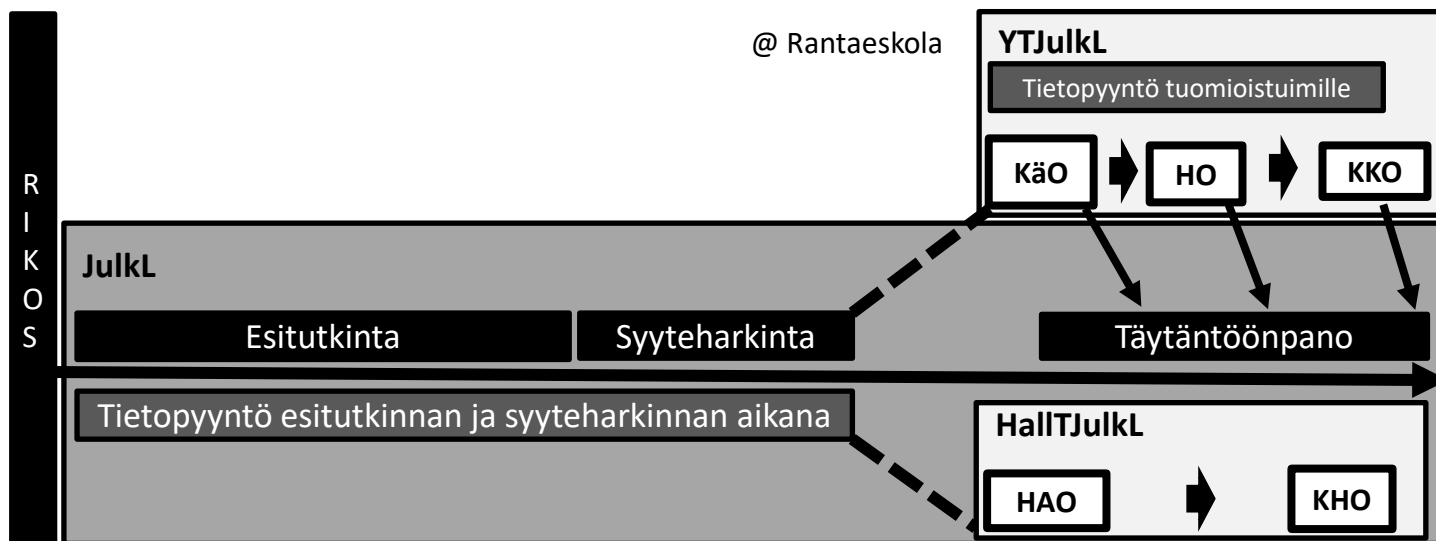 @ Rantaeskola
YTJulkL
Tietopyyntö tuomioistuimille
KäO
HO
KKO
R
I
K
O
S
JulkL
Esitutkinta
Syyteharkinta
Täytäntöönpano
Tietopyyntö esitutkinnan ja syyteharkinnan aikana
HallTJulkL
HAO
KHO